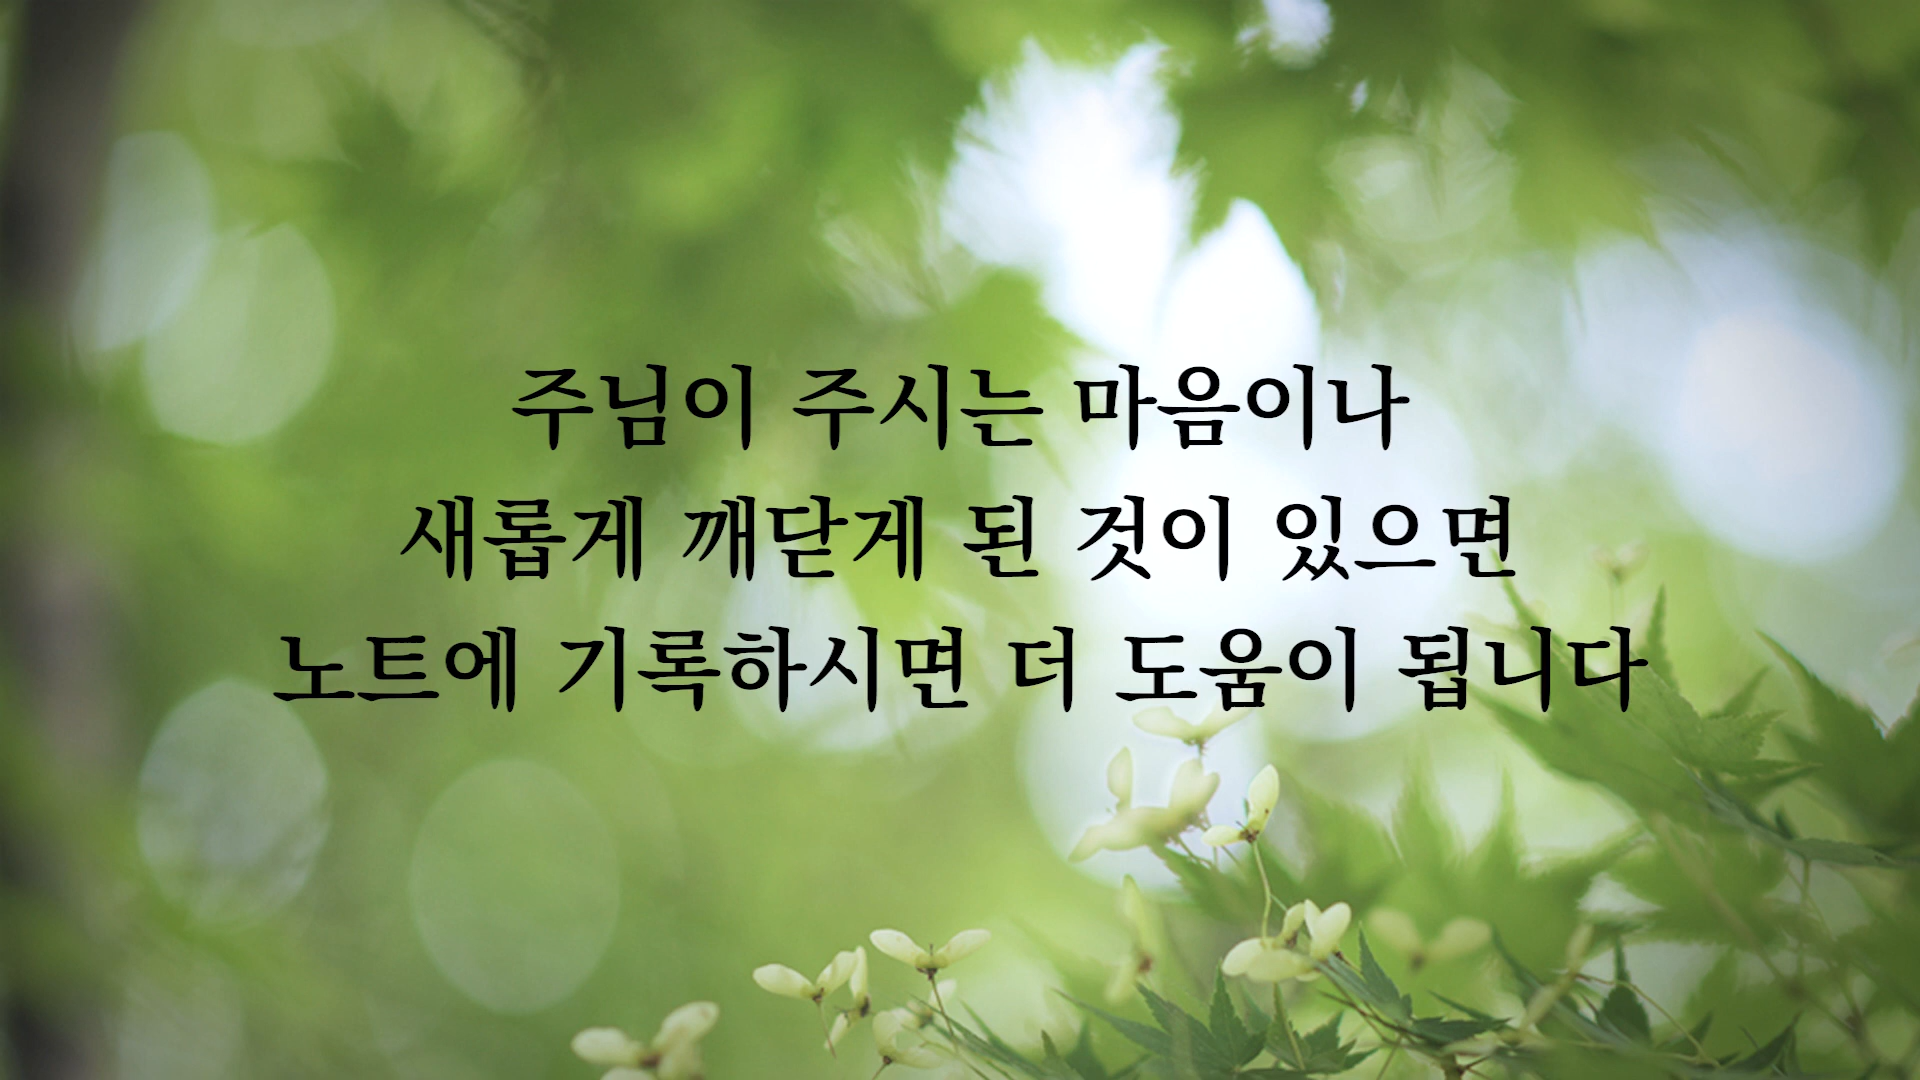 주님이 주시는 마음이나
새롭게 깨닫게 된 것이 있으면
노트에 기록하시면 더 도움이 됩니다